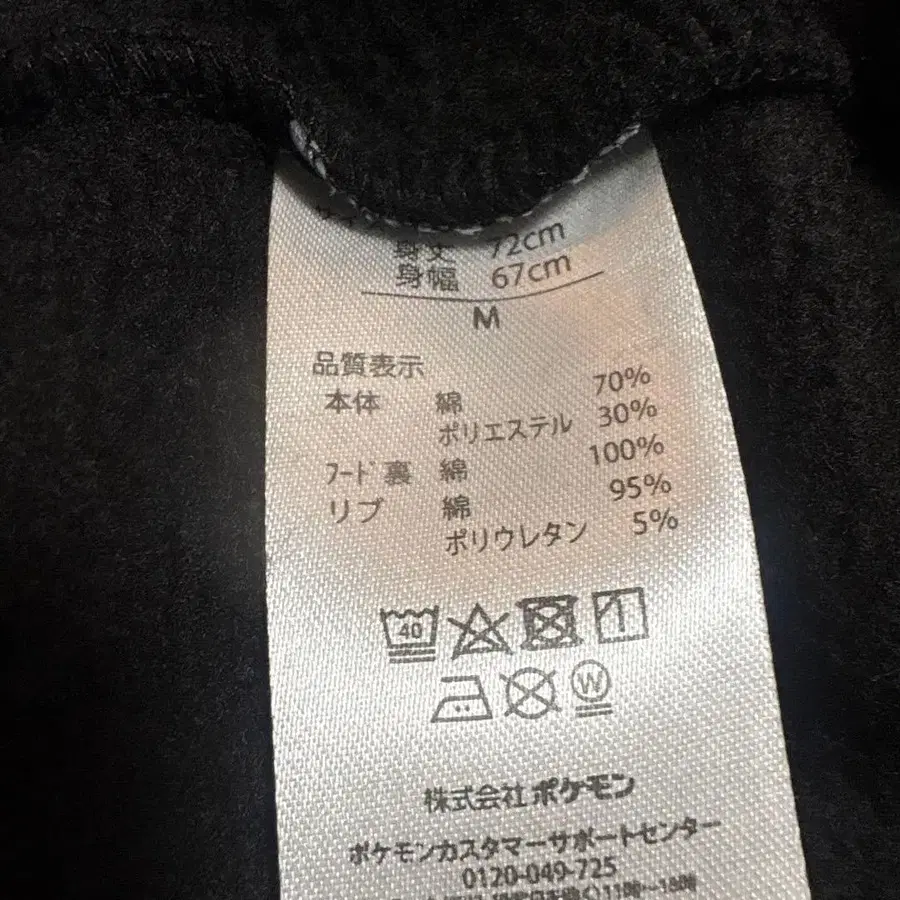 身丈 72cm
身幅 67cm
M
品質表示
本体 綿 70%
ポリエステル 30%
フード裏 綿 100%
リブ 綿 95%
ポリウレタン 5%
40
W
株式会社ポケモン
ポケモンカスタマーサポートセンター
0120-049-725